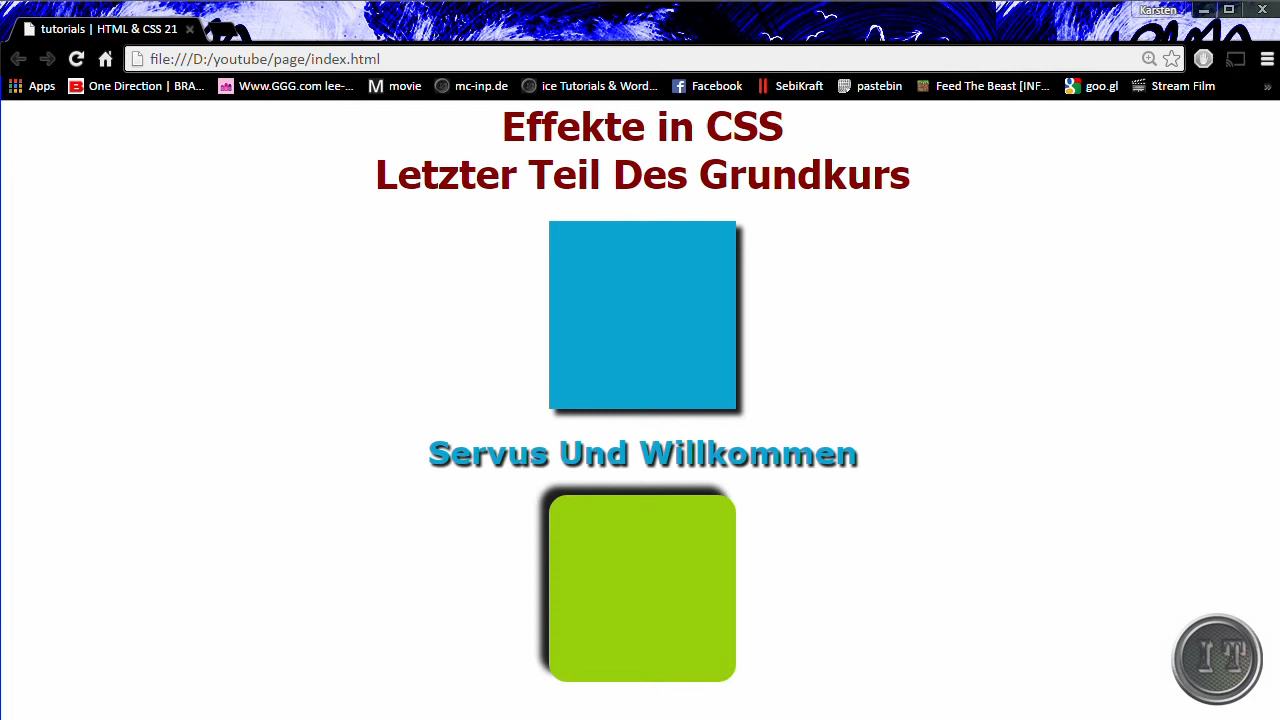 Karsten
tutorials | HTML & CSS 21
file:///D:/youtube/page/index.html
Apps One Direction | BRA... Www.GGG.com lee-... movie mc-inp.de ice Tutorials & Word... Facebook SebiKraft pastebin Feed The Beast [INF... goo.gl Stream Film »
Effekte in CSS
Letzter Teil Des Grundkurs
Servus Und Willkommen
IT